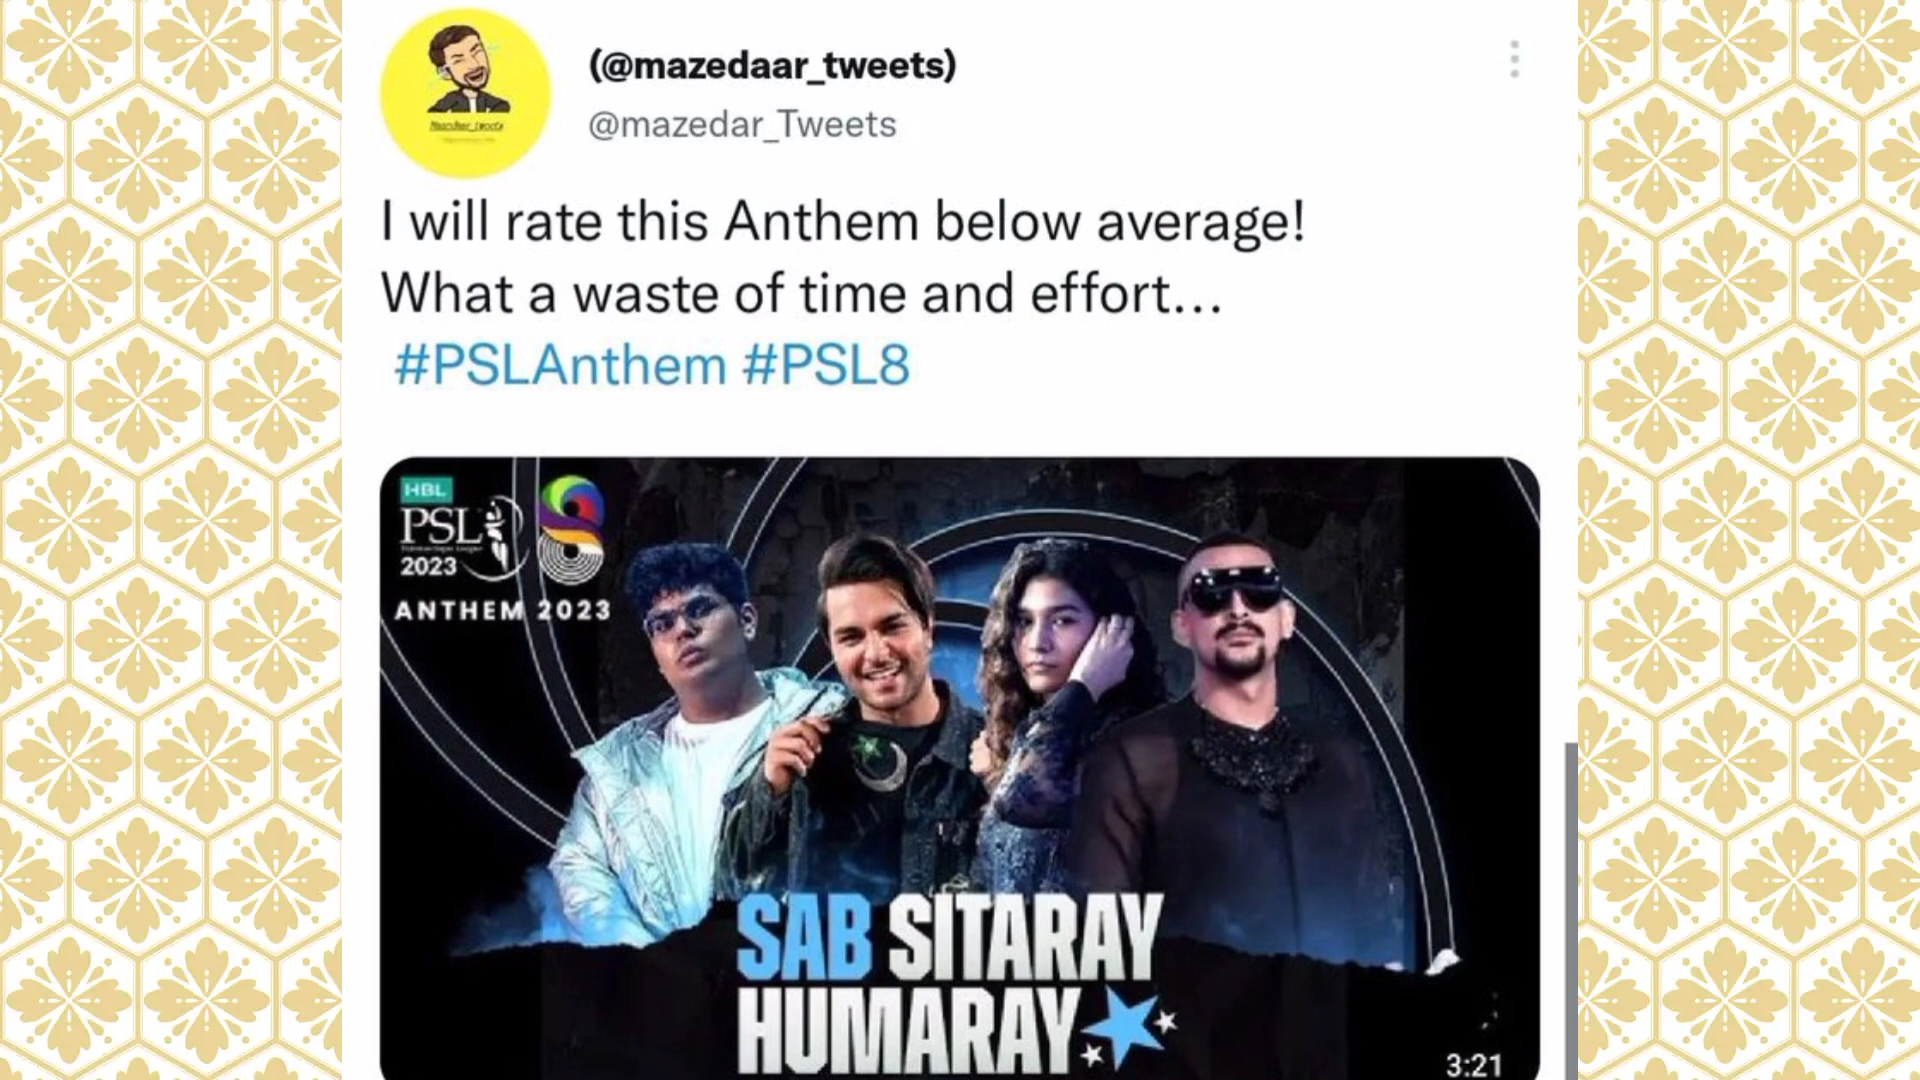 (@mazedaar_tweets)
@mazedar_Tweets
I will rate this Anthem below average!
What a waste of time and effort...
#PSLAnthem #PSL8
HBL
PSL
2023
ANTHEM 2023
SAB SITARAY
HUMARAY
3:21